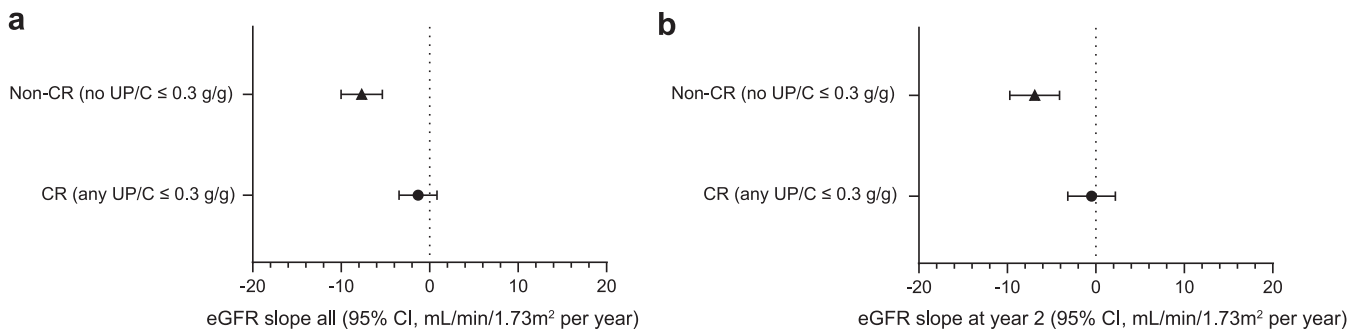 a
Non-CR (no UP/C ≤ 0.3 g/g)
CR (any UP/C ≤ 0.3 g/g)
-20 -10 0 10 20
eGFR slope all (95% CI, mL/min/1.73m² per year)
b
Non-CR (no UP/C ≤ 0.3 g/g)
CR (any UP/C ≤ 0.3 g/g)
-20 -10 0 10 20
eGFR slope at year 2 (95% CI, mL/min/1.73m² per year)